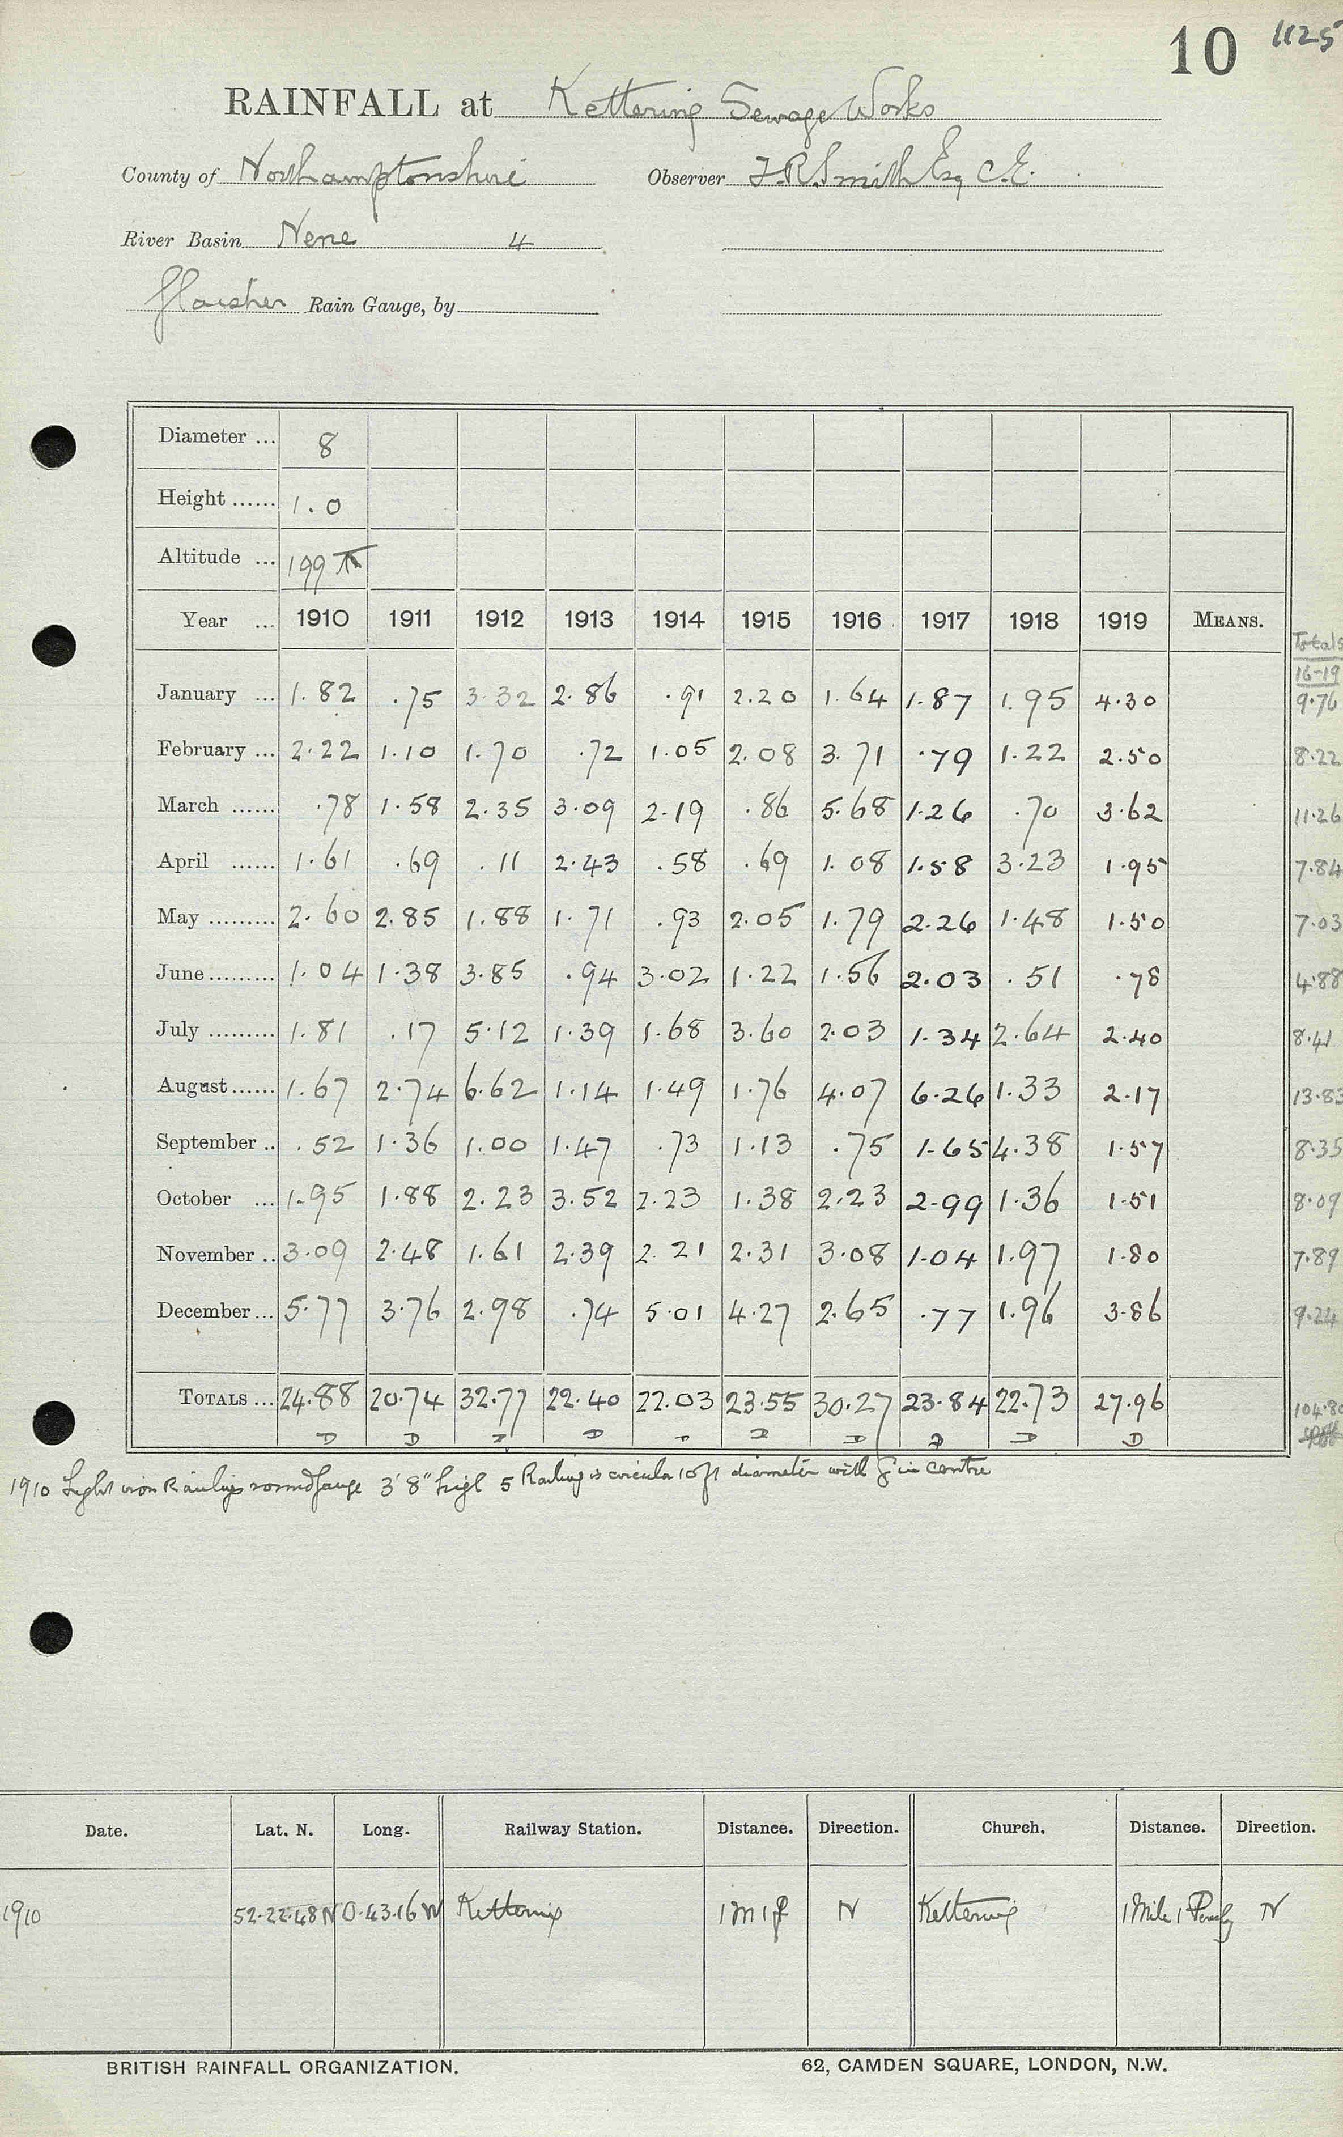 10 1125
RAINFALL at Kettering Sewage Works
County of Northamptonshire Observer J.R. Smith Esq C.E.
River Basin Nene 4
Glaisher Rain Gauge, by
Diameter ... 8
Height ...... 1.0
Altitude ... 199
Year ... 1910 1911 1912 1913 1914 1915 1916 1917 1918 1919 MEANS. Totals
16-19
January ... 1.82 .75 3.32 2.86 .91 2.20 1.64 1.87 1.95 4.30 9.76
February ... 2.22 1.10 1.70 .72 1.05 2.08 3.71 .79 1.22 2.50 8.22
March ...... .78 1.58 2.35 3.09 2.19 .86 5.68 1.26 .70 3.62 11.26
April ...... 1.61 .69 .11 2.43 .58 .69 1.08 1.58 3.23 1.95 7.84
May ......... 2.60 2.85 1.88 1.71 .93 2.05 1.79 2.26 1.48 1.50 7.03
June ......... 1.04 1.38 3.85 .94 3.02 1.22 1.56 2.03 .51 .78 4.88
July ......... 1.81 .17 5.12 1.39 1.68 3.60 2.03 1.34 2.64 2.40 8.41
August ...... 1.67 2.74 6.62 1.14 1.49 1.76 4.07 6.26 1.33 2.17 13.83
September .. .52 1.36 1.00 1.47 .73 1.13 .75 1.65 4.38 1.57 8.35
October ... 1.95 1.88 2.23 3.52 2.23 1.38 2.23 2.99 1.36 1.51 8.09
November .. 3.09 2.48 1.61 2.39 2.21 2.31 3.08 1.04 1.97 1.80 7.89
December ... 5.77 3.76 2.98 .74 5.01 4.27 2.65 .77 1.96 3.86 9.24
TOTALS ... 24.88 20.74 32.77 22.40 22.03 23.55 30.27 23.84 22.73 27.96 104.80
1910 Light iron Railings round gauge 3' 8" high 5 Railing is circular 10 ft diameter with g in centre
Date. Lat. N. Long. Railway Station. Distance. Direction. Church. Distance. Direction.
1910 52.22.48 N 0.43.16 W Kettering 1 m 1 f N Kettering 1 Mile 1 N
BRITISH RAINFALL ORGANIZATION. 62, CAMDEN SQUARE, LONDON, N.W.